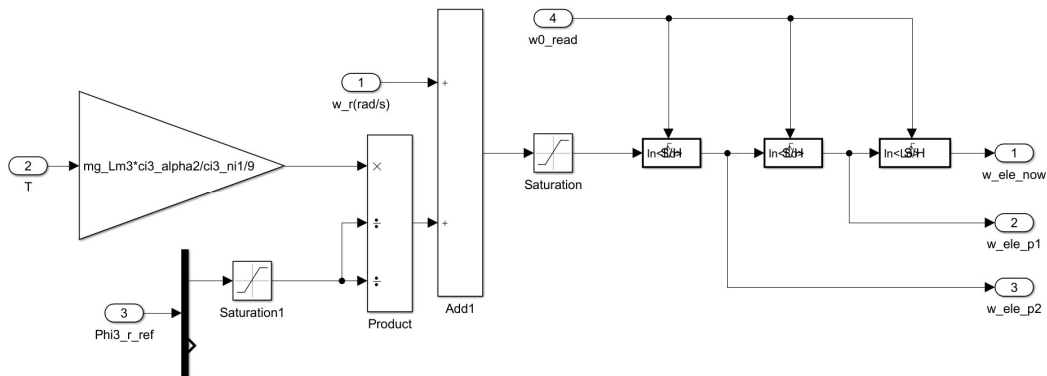 4
w0_read
1
w_r(rad/s)
+
2
T
mg_Lm3*ci3_alpha2/ci3_ni1/9
×
÷
÷
Product
+
Add1
Saturation
In
In
In
1
w_ele_now
2
w_ele_p1
3
w_ele_p2
Saturation1
3
Phi3_r_ref